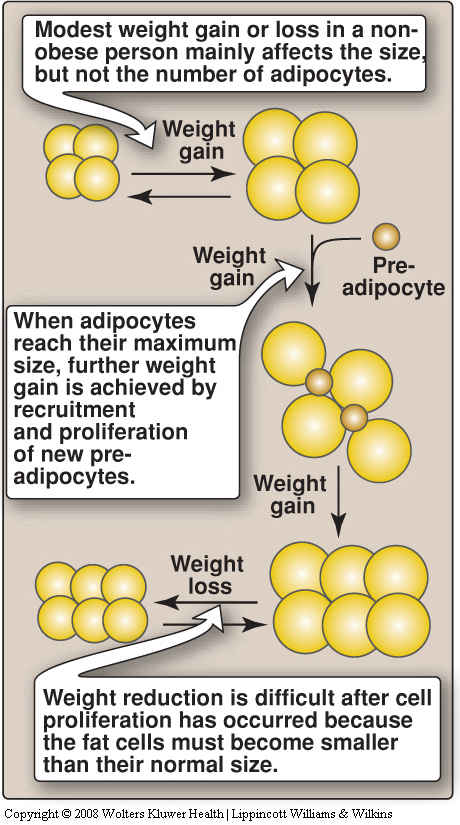 Modest weight gain or loss in a non-
obese person mainly affects the size,
but not the number of adipocytes.
Weight
gain
Weight
gain
Pre-
adipocyte
When adipocytes
reach their maximum
size, further weight
gain is achieved by
recruitment
and proliferation
of new pre-
adipocytes.
Weight
gain
Weight
loss
Weight reduction is difficult after cell
proliferation has occurred because
the fat cells must become smaller
than their normal size.
Copyright © 2008 Wolters Kluwer Health | Lippincott Williams & Wilkins